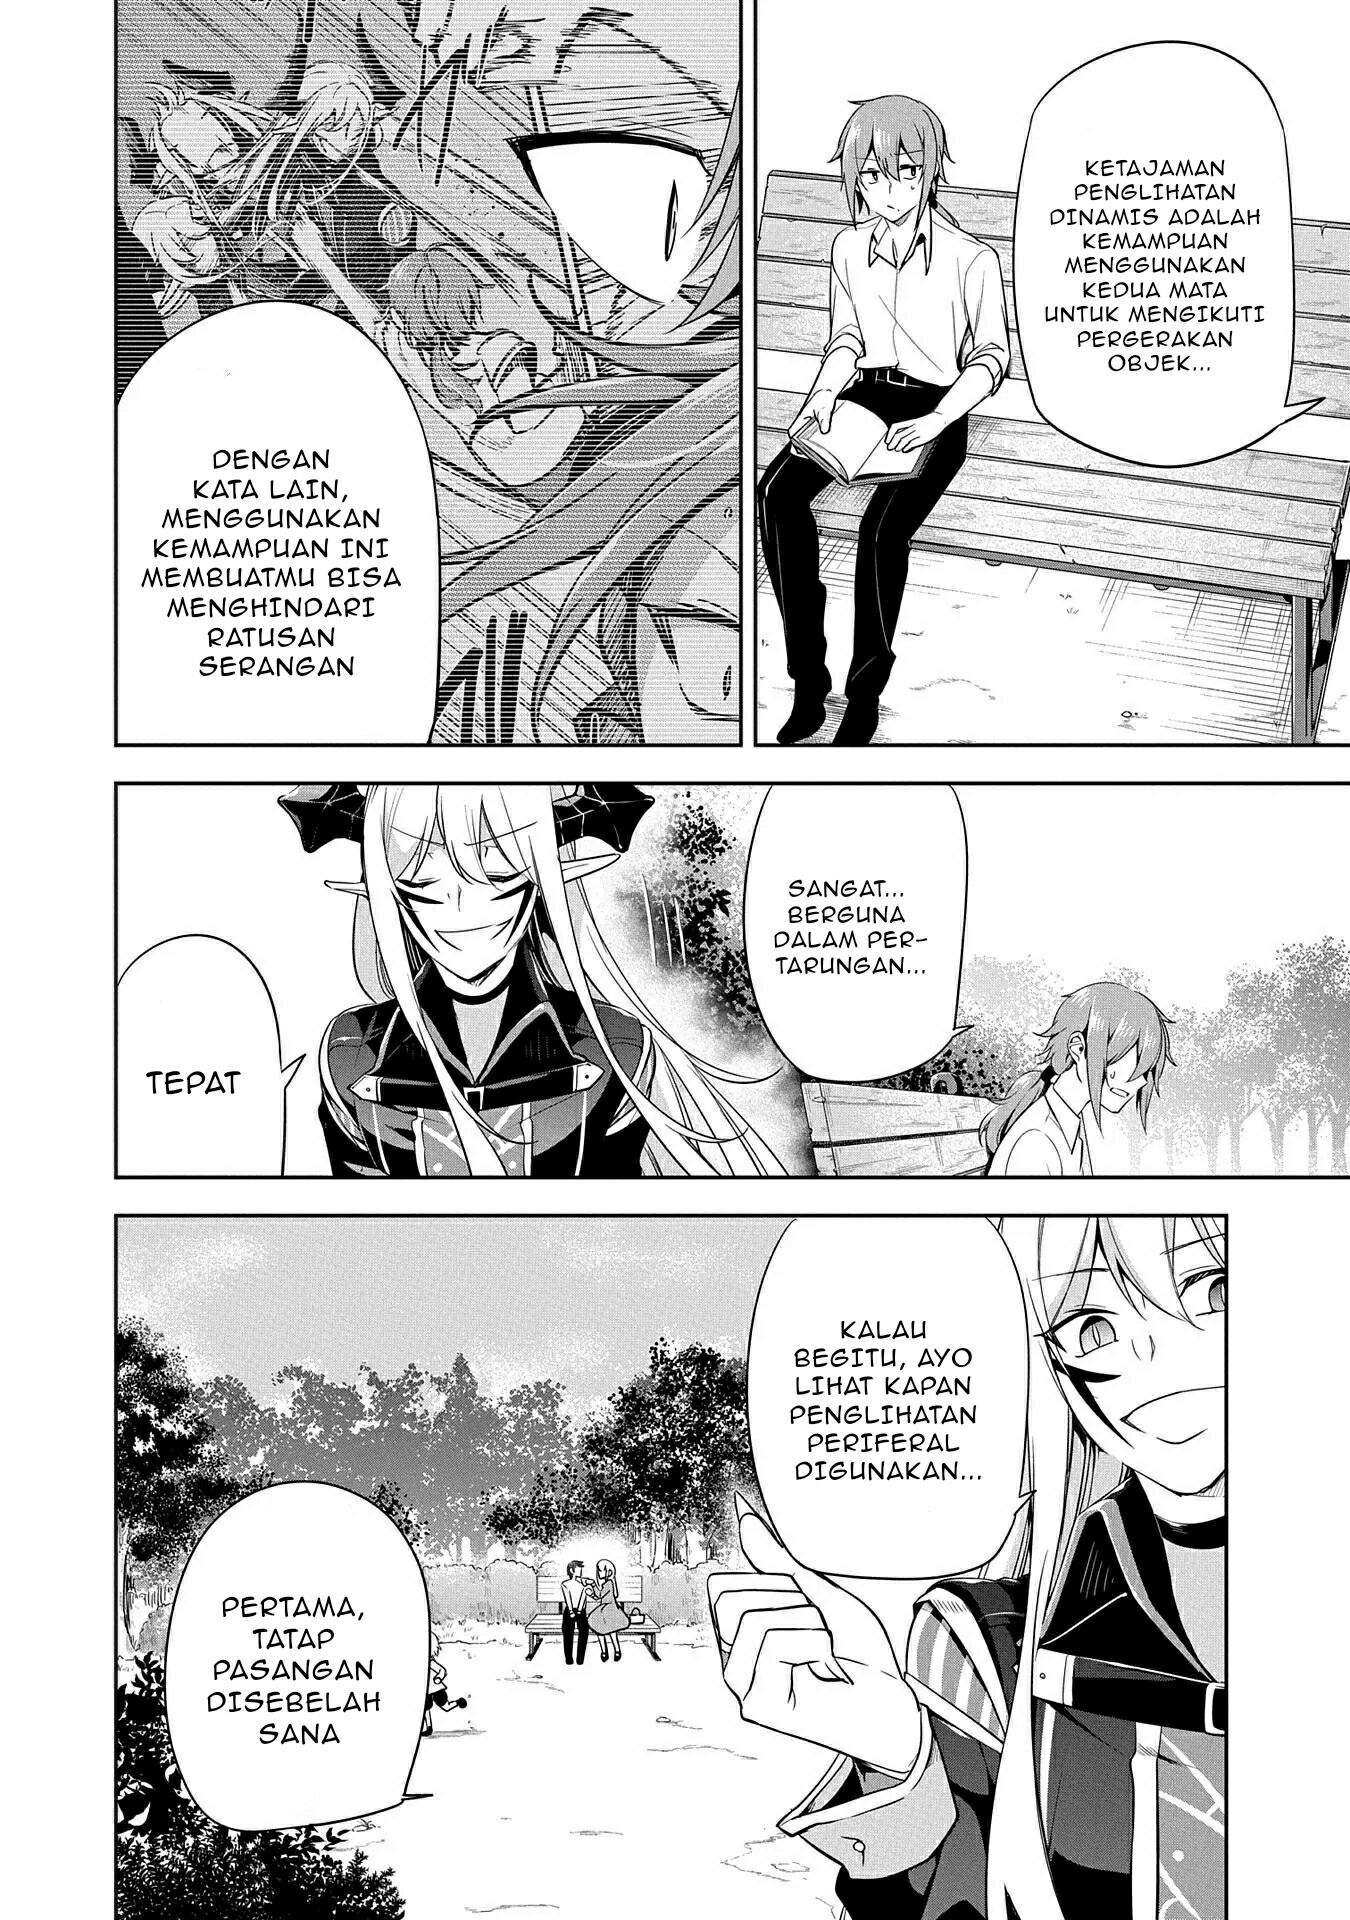 KETAJAMAN
PENGLIHATAN
DINAMIS ADALAH
KEMAMPUAN
MENGGUNAKAN
KEDUA MATA
UNTUK MENGIKUTI
PERGERAKAN
OBJEK...
DENGAN
KATA LAIN,
MENGGUNAKAN
KEMAMPUAN INI
MEMBUATMU BISA
MENGHINDARI
RATUSAN
SERANGAN
SANGAT...
BERGUNA
DALAM PER-
TARUNGAN...
TEPAT
KALAU
BEGITU, AYO
LIHAT KAPAN
PENGLIHATAN
PERIFERAL
DIGUNAKAN...
PERTAMA,
TATAP
PASANGAN
DISEBELAH
SANA